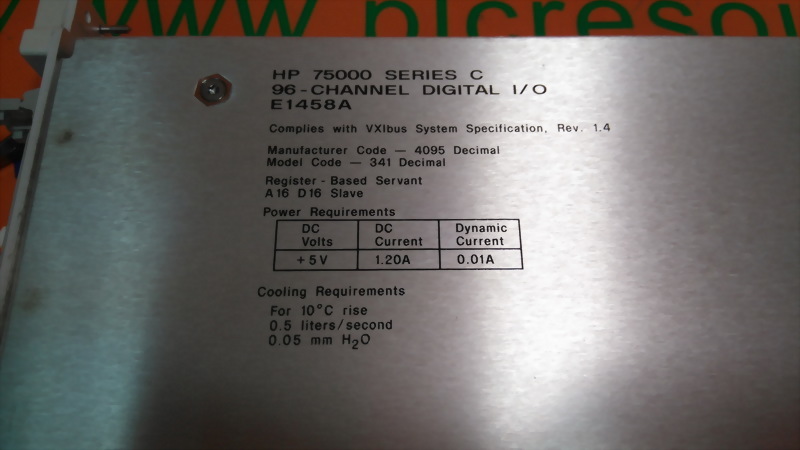 www.plcresou
HP 75000 SERIES C
96-CHANNEL DIGITAL I/O
E1458A
Complies with VXIbus System Specification, Rev. 1.4
Manufacturer Code — 4095 Decimal
Model Code — 341 Decimal
Register-Based Servant
A16 D16 Slave
Power Requirements
DC Volts DC Current Dynamic Current
+5V 1.20A 0.01A
Cooling Requirements
For 10°C rise
0.5 liters/second
0.05 mm H₂O